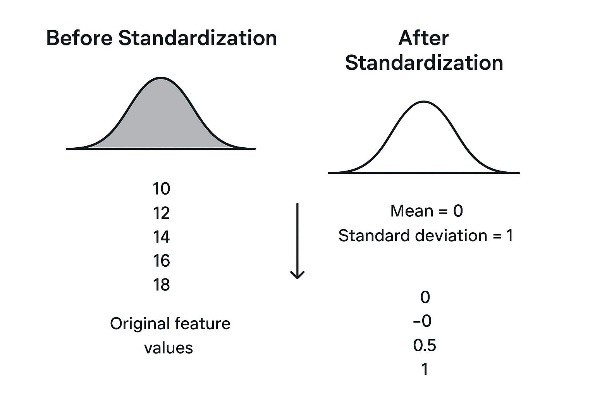 Before Standardization
10
12
14
16
18
Original feature
values
After
Standardization
Mean = 0
Standard deviation = 1
0
−0
0.5
1